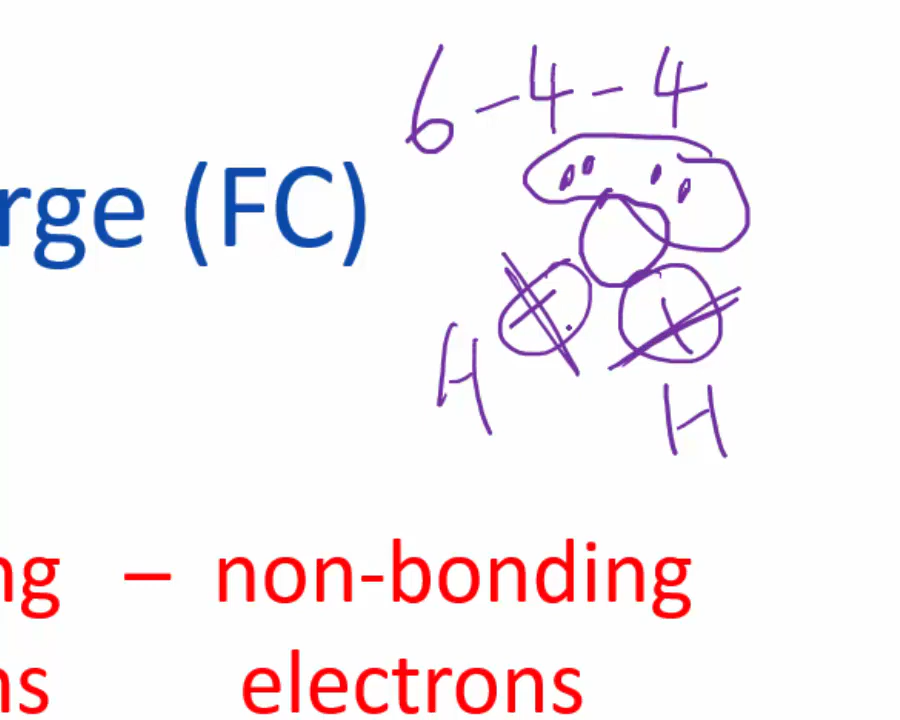 6 - 4 - 4
rge (FC)
H
H
ng – non-bonding
ns electrons